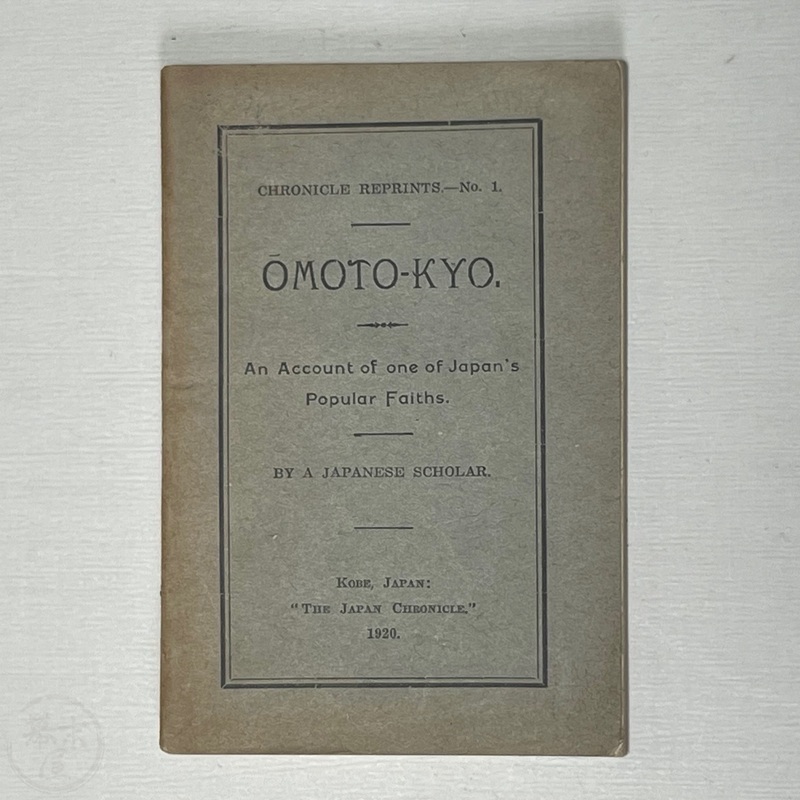 CHRONICLE REPRINTS.—No. 1.
ŌMOTO-KYO.
An Account of one of Japan's
Popular Faiths.
BY A JAPANESE SCHOLAR.
KOBE, JAPAN:
"THE JAPAN CHRONICLE."
1920.